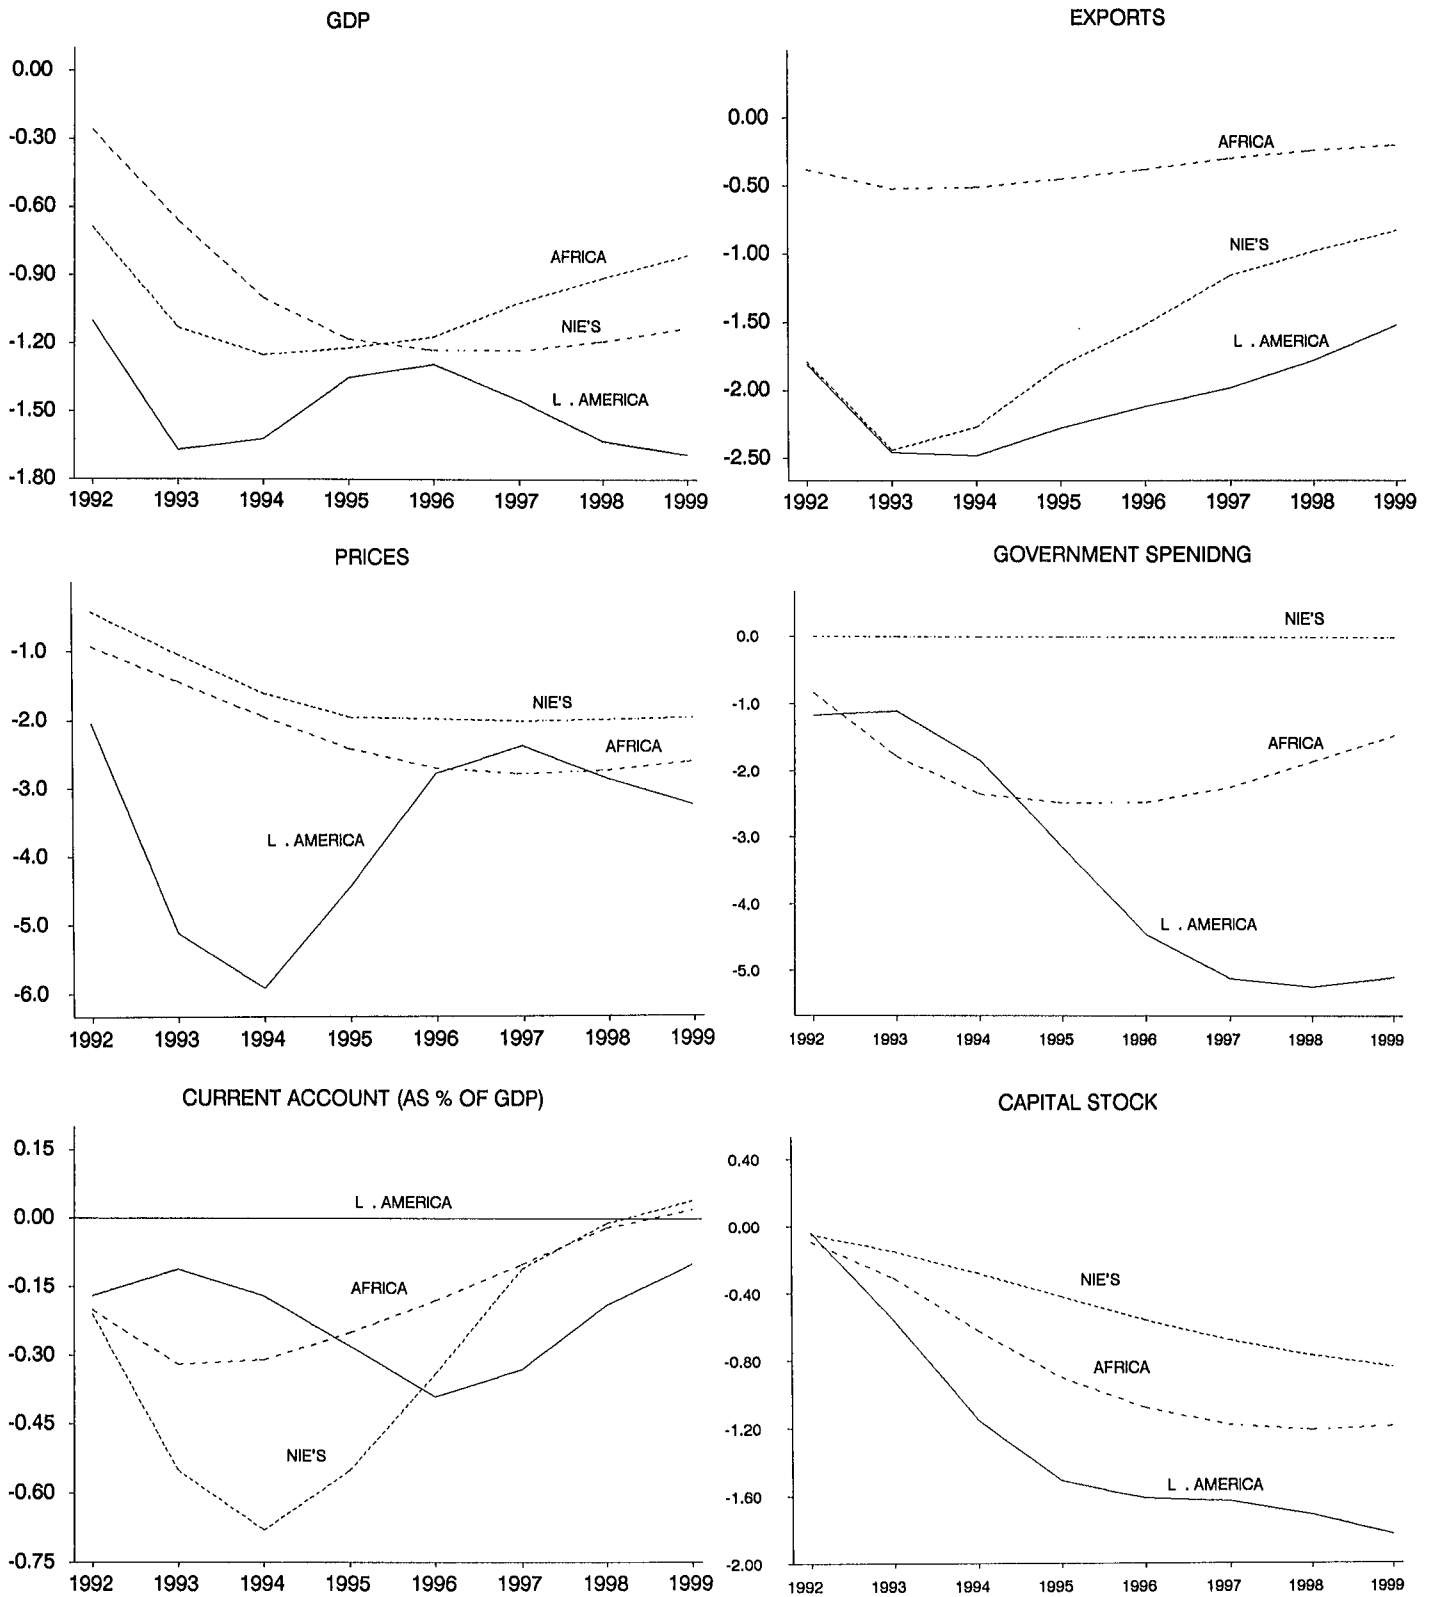 GDP
0.00
-0.30
-0.60
-0.90
-1.20
-1.50
-1.80
AFRICA
NIE'S
L . AMERICA
1992 1993 1994 1995 1996 1997 1998 1999
EXPORTS
0.00
-0.50
-1.00
-1.50
-2.00
-2.50
AFRICA
NIE'S
L . AMERICA
1992 1993 1994 1995 1996 1997 1998 1999
PRICES
-1.0
-2.0
-3.0
-4.0
-5.0
-6.0
NIE'S
AFRICA
L . AMERICA
1992 1993 1994 1995 1996 1997 1998 1999
GOVERNMENT SPENIDNG
0.0
-1.0
-2.0
-3.0
-4.0
-5.0
NIE'S
AFRICA
L . AMERICA
1992 1993 1994 1995 1996 1997 1998 1999
CURRENT ACCOUNT (AS % OF GDP)
0.15
0.00
-0.15
-0.30
-0.45
-0.60
-0.75
L . AMERICA
AFRICA
NIE'S
1992 1993 1994 1995 1996 1997 1998 1999
CAPITAL STOCK
0.40
0.00
-0.40
-0.80
-1.20
-1.60
-2.00
NIE'S
AFRICA
L . AMERICA
1992 1993 1994 1995 1996 1997 1998 1999